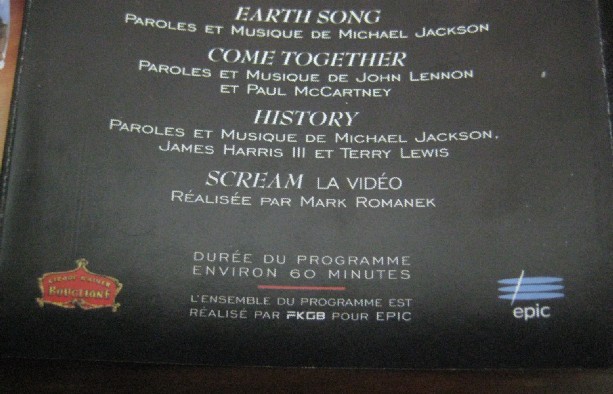 EARTH SONG
PAROLES ET MUSIQUE DE MICHAEL JACKSON
COME TOGETHER
PAROLES ET MUSIQUE DE JOHN LENNON
ET PAUL MCCARTNEY
HISTORY
PAROLES ET MUSIQUE DE MICHAEL JACKSON,
JAMES HARRIS III ET TERRY LEWIS
SCREAM LA VIDÉO
RÉALISÉE PAR MARK ROMANEK
DURÉE DU PROGRAMME
ENVIRON 60 MINUTES
L'ENSEMBLE DU PROGRAMME EST
RÉALISÉ PAR FKGB POUR EPIC
BOUGLIONE
epic